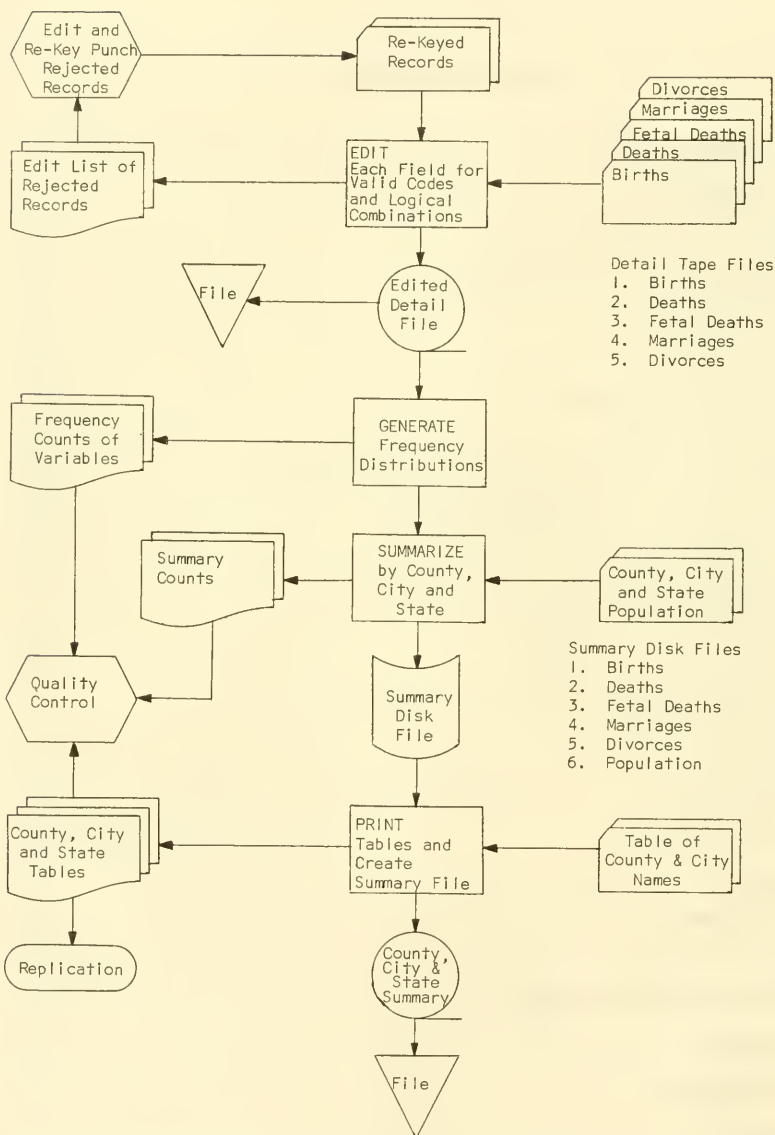 Edit and
Re-Key Punch
Rejected
Records
Re-Keyed
Records
Divorces
Marriages
Fetal Deaths
Deaths
Births
Edit List of
Rejected
Records
EDIT
Each Field for
Valid Codes
and Logical
Combinations
File
Edited
Detail
File
Detail Tape Files
1. Births
2. Deaths
3. Fetal Deaths
4. Marriages
5. Divorces
Frequency
Counts of
Variables
GENERATE
Frequency
Distributions
Summary
Counts
SUMMARIZE
by County,
City and
State
County, City
and State
Population
Quality
Control
Summary
Disk
File
Summary Disk Files
1. Births
2. Deaths
3. Fetal Deaths
4. Marriages
5. Divorces
6. Population
County, City
and State
Tables
PRINT
Tables and
Create
Summary File
Table of
County & City
Names
Replication
County,
City &
State
Summary
File